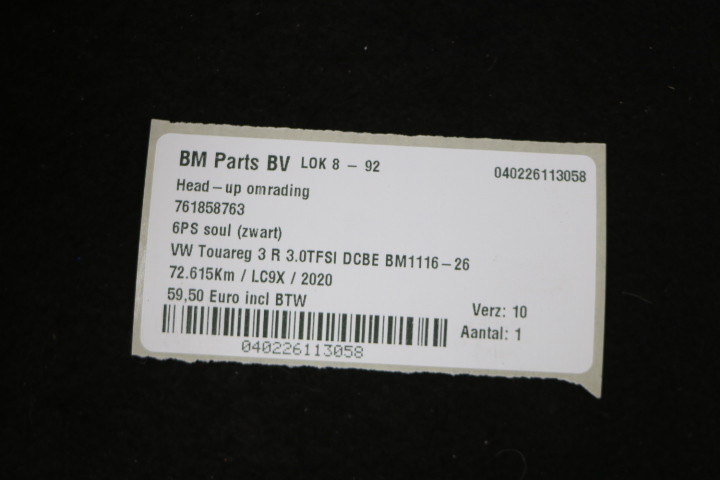 BM Parts BV LOK 8 - 92 040226113058
Head-up omrading
761858763
6PS soul (zwart)
VW Touareg 3 R 3.0TFSI DCBE BM1116-26
72.615Km / LC9X / 2020
59,50 Euro incl BTW
Verz: 10
Aantal: 1
040226113058